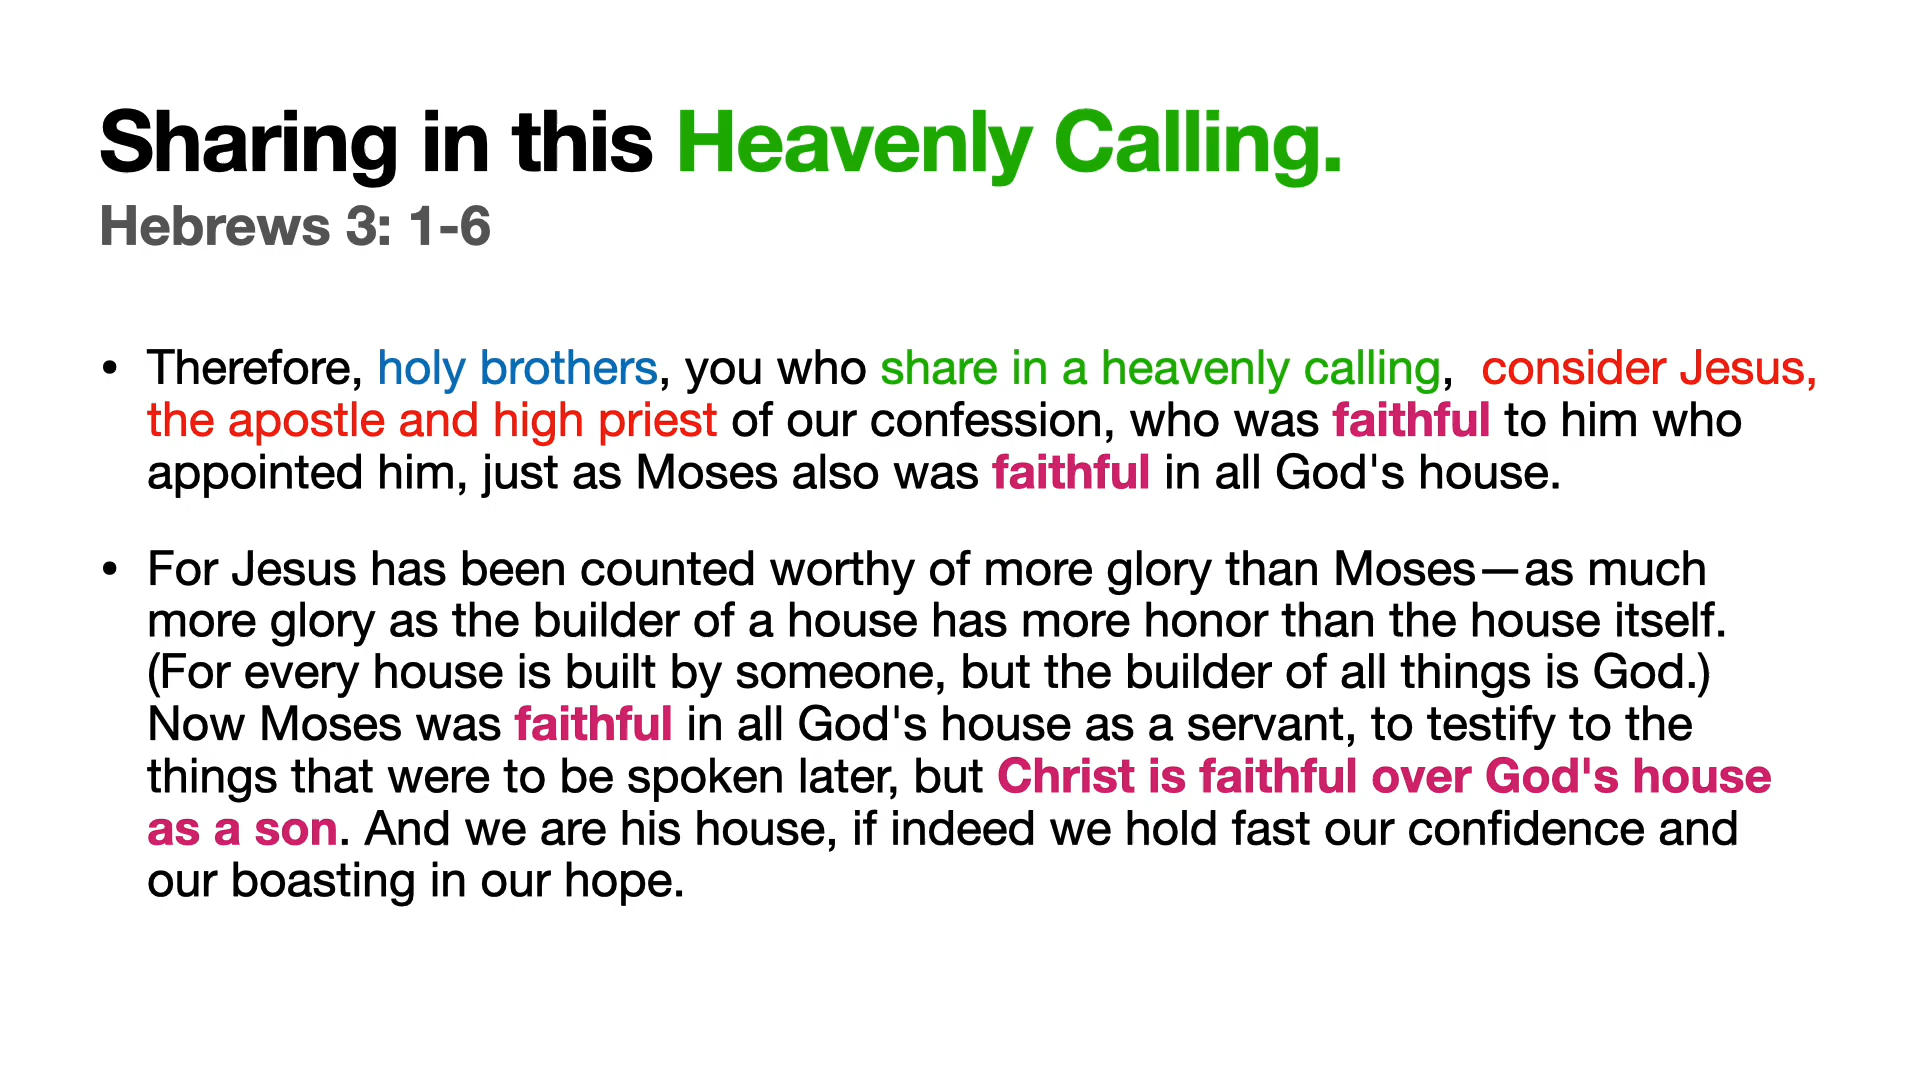 Sharing in this Heavenly Calling.
Hebrews 3: 1-6
• Therefore, holy brothers, you who share in a heavenly calling,  consider Jesus,
the apostle and high priest of our confession, who was faithful to him who
appointed him, just as Moses also was faithful in all God's house.
• For Jesus has been counted worthy of more glory than Moses—as much
more glory as the builder of a house has more honor than the house itself.
(For every house is built by someone, but the builder of all things is God.)
Now Moses was faithful in all God's house as a servant, to testify to the
things that were to be spoken later, but Christ is faithful over God's house
as a son. And we are his house, if indeed we hold fast our confidence and
our boasting in our hope.